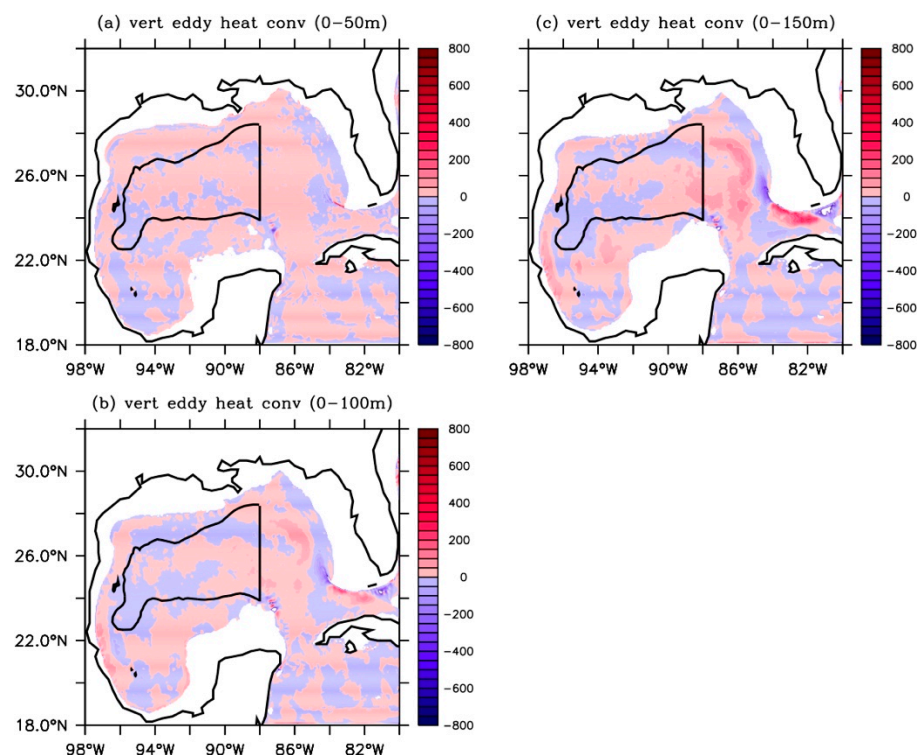 (a) vert eddy heat conv (0−50m)
800
600
400
200
0
−200
−400
−600
−800
30.0°N
26.0°N
22.0°N
18.0°N
98°W 94°W 90°W 86°W 82°W
(c) vert eddy heat conv (0−150m)
800
600
400
200
0
−200
−400
−600
−800
30.0°N
26.0°N
22.0°N
18.0°N
98°W 94°W 90°W 86°W 82°W
(b) vert eddy heat conv (0−100m)
800
600
400
200
0
−200
−400
−600
−800
30.0°N
26.0°N
22.0°N
18.0°N
98°W 94°W 90°W 86°W 82°W